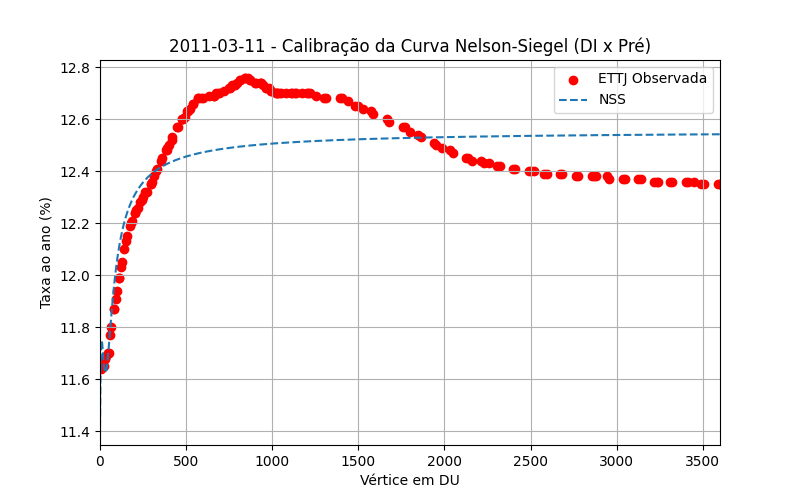 2011-03-11 - Calibração da Curva Nelson-Siegel (DI x Pré)
ETTJ Observada
NSS
Taxa ao ano (%)
12.8
12.6
12.4
12.2
12.0
11.8
11.6
11.4
0 500 1000 1500 2000 2500 3000 3500
Vértice em DU